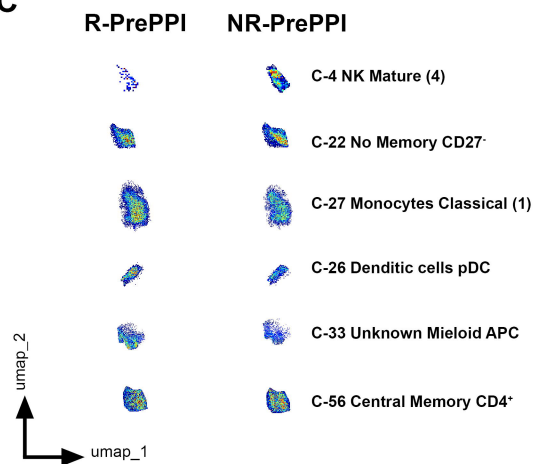 C
R-PrePPI NR-PrePPI
C-4 NK Mature (4)
C-22 No Memory CD27-
C-27 Monocytes Classical (1)
C-26 Denditic cells pDC
C-33 Unknown Mieloid APC
C-56 Central Memory CD4+
umap_2
umap_1